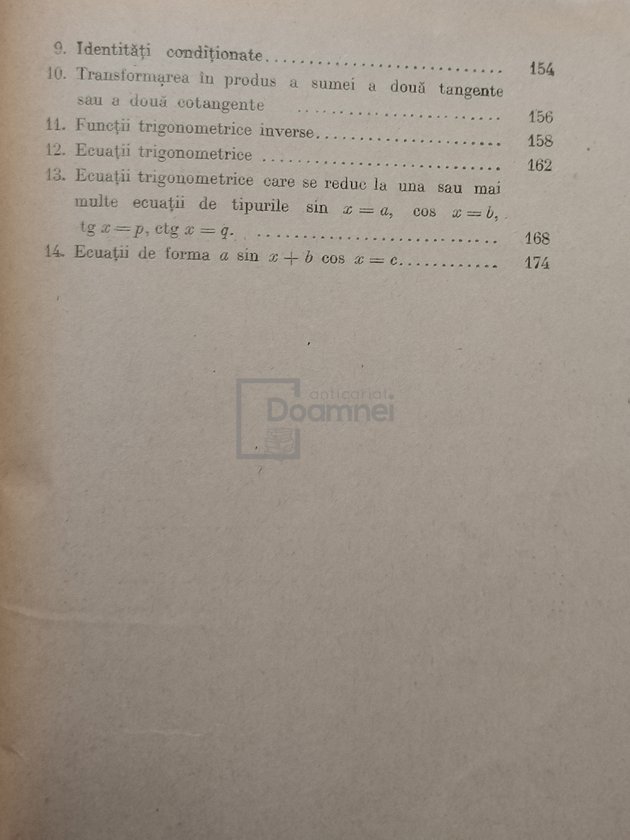 9. Identități condiționate 154
10. Transformarea în produs a sumei a două tangente
sau a două cotangente 156
11. Funcții trigonometrice inverse 158
12. Ecuații trigonometrice 162
13. Ecuații trigonometrice care se reduc la una sau mai
multe ecuații de tipurile sin x = a, cos x = b,
tg x = p, ctg x = q. 168
14. Ecuații de forma a sin x + b cos x = c 174
anticariat
Doamnei